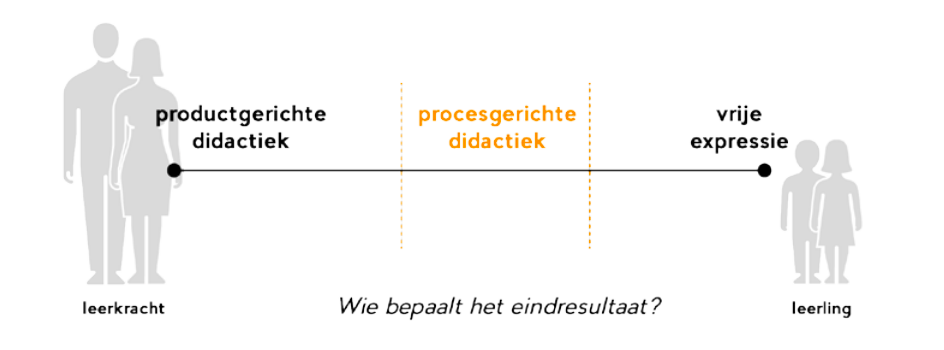 productgerichte
didactiek
procesgerichte
didactiek
vrije
expressie
leerkracht
Wie bepaalt het eindresultaat?
leerling